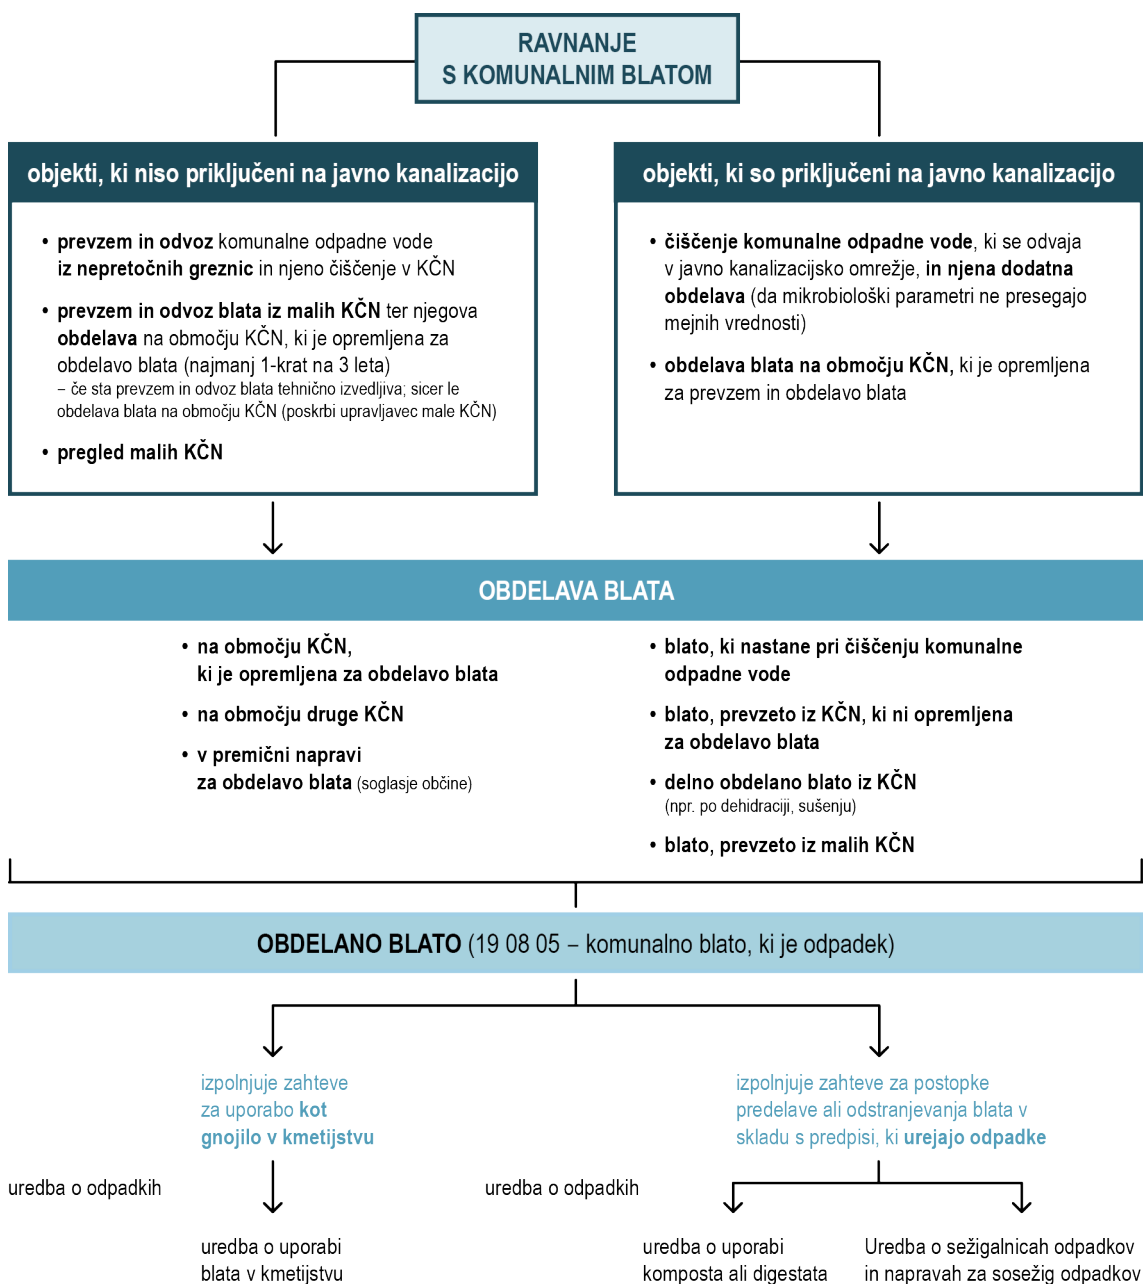 RAVNANJE
S KOMUNALNIM BLATOM
objekti, ki niso priključeni na javno kanalizacijo
• prevzem in odvoz komunalne odpadne vode
iz nepretočnih greznic in njeno čiščenje v KČN
• prevzem in odvoz blata iz malih KČN ter njegova
obdelava na območju KČN, ki je opremljena za
obdelavo blata (najmanj 1-krat na 3 leta)
– če sta prevzem in odvoz blata tehnično izvedljiva; sicer le
obdelava blata na območju KČN (poskrbi upravljavec male KČN)
• pregled malih KČN
objekti, ki so priključeni na javno kanalizacijo
• čiščenje komunalne odpadne vode, ki se odvaja
v javno kanalizacijsko omrežje, in njena dodatna
obdelava (da mikrobiološki parametri ne presegajo
mejnih vrednosti)
• obdelava blata na območju KČN, ki je opremljena
za prevzem in obdelavo blata
OBDELAVA BLATA
• na območju KČN,
ki je opremljena za obdelavo blata
• na območju druge KČN
• v premični napravi
za obdelavo blata (soglasje občine)
• blato, ki nastane pri čiščenju komunalne
odpadne vode
• blato, prevzeto iz KČN, ki ni opremljena
za obdelavo blata
• delno obdelano blato iz KČN
(npr. po dehidraciji, sušenju)
• blato, prevzeto iz malih KČN
OBDELANO BLATO (19 08 05 – komunalno blato, ki je odpadek)
izpolnjuje zahteve
za uporabo kot
gnojilo v kmetijstvu
izpolnjuje zahteve za postopke
predelave ali odstranjevanja blata v
skladu s predpisi, ki urejajo odpadke
uredba o odpadkih
uredba o odpadkih
uredba o uporabi
blata v kmetijstvu
uredba o uporabi
komposta ali digestata
Uredba o sežigalnicah odpadkov
in napravah za sosežig odpadkov